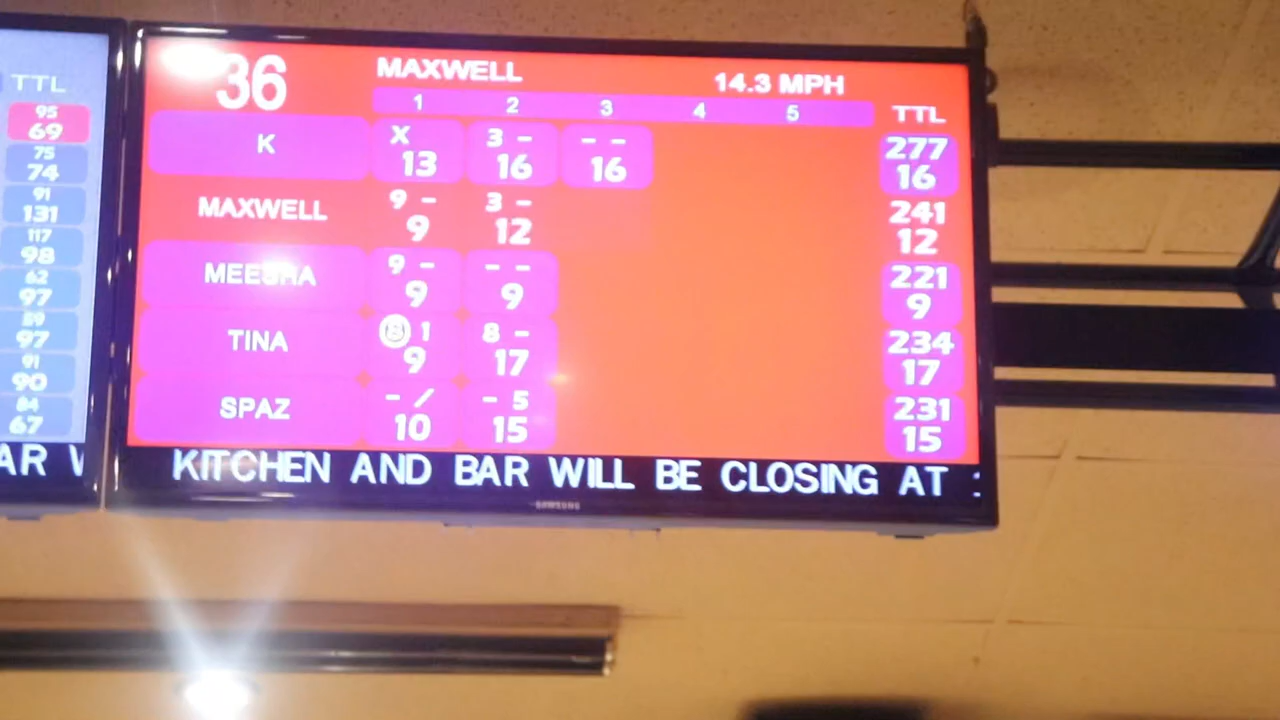 TTL
95
69
75
74
91
131
117
98
62
97
89
97
91
90
84
67
AR
36 MAXWELL 14.3 MPH
1 2 3 4 5 TTL
K X 3 - - - 277
13 16 16 16
MAXWELL 9 - 3 - 241
9 12 12
MEESHA 9 - - - 221
9 9 9
TINA 8 1 8 - 234
9 17 17
SPAZ - / - 5 231
10 15 15
KITCHEN AND BAR WILL BE CLOSING AT
SAMSUNG